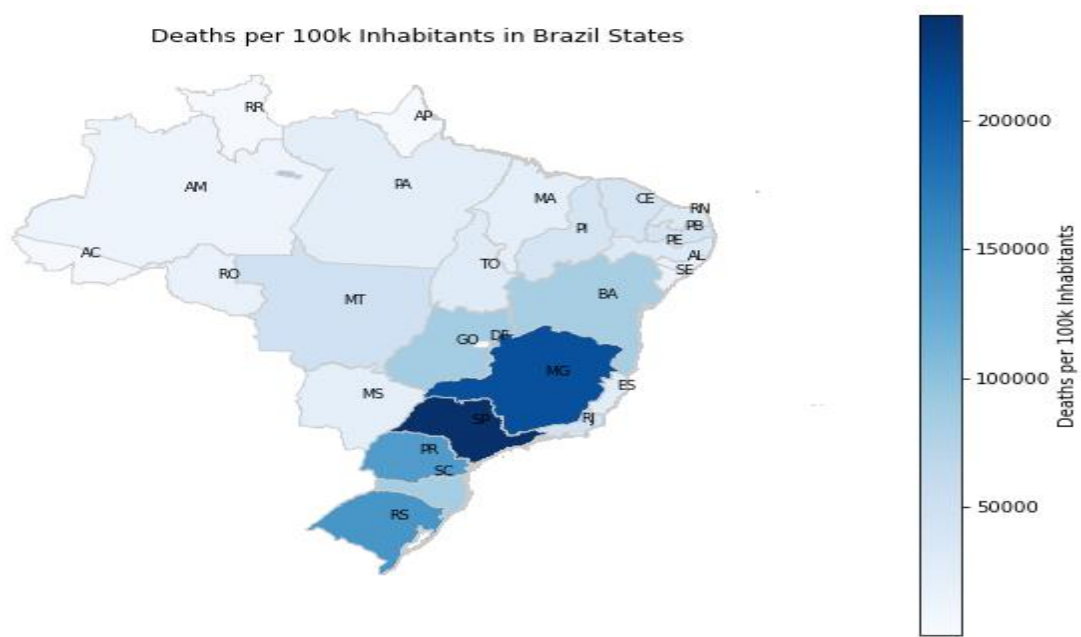 Deaths per 100k Inhabitants in Brazil States
RR
AP
AM
PA
MA
CE
RN
PI
PB
PE
AC
AL
TO
SE
RO
BA
MT
DF
GO
MG
ES
MS
RJ
SP
PR
SC
RS
200000
150000
100000
50000
Deaths per 100k Inhabitants